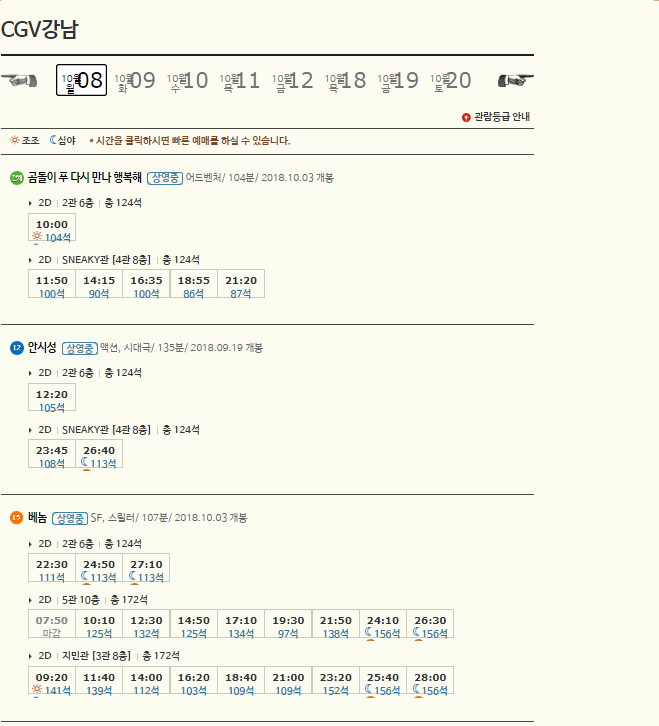 CGV강남
10월 월 08 10월 화 09 10월 수 10 10월 목 11 10월 금 12 10월 목 18 10월 금 19 10월 토 20
관람등급 안내
조조 심야 시간을 클릭하시면 빠른 예매를 하실 수 있습니다.
전체 곰돌이 푸 다시 만나 행복해 상영중 어드벤처/ 104분/ 2018.10.03 개봉
2D | 2관 6층 | 총 124석
10:00
104석
2D | SNEAKY관 [4관 8층] | 총 124석
11:50 14:15 16:35 18:55 21:20
100석 90석 100석 86석 87석
12 안시성 상영중 액션, 시대극/ 135분/ 2018.09.19 개봉
2D | 2관 6층 | 총 124석
12:20
105석
2D | SNEAKY관 [4관 8층] | 총 124석
23:45 26:40
108석 113석
15 베놈 상영중 SF, 스릴러/ 107분/ 2018.10.03 개봉
2D | 2관 6층 | 총 124석
22:30 24:50 27:10
111석 113석 113석
2D | 5관 10층 | 총 172석
07:50 10:10 12:30 14:50 17:10 19:30 21:50 24:10 26:30
마감 125석 132석 125석 134석 97석 138석 156석 156석
2D | 지민관 [3관 8층] | 총 172석
09:20 11:40 14:00 16:20 18:40 21:00 23:20 25:40 28:00
141석 139석 112석 103석 109석 109석 152석 156석 156석